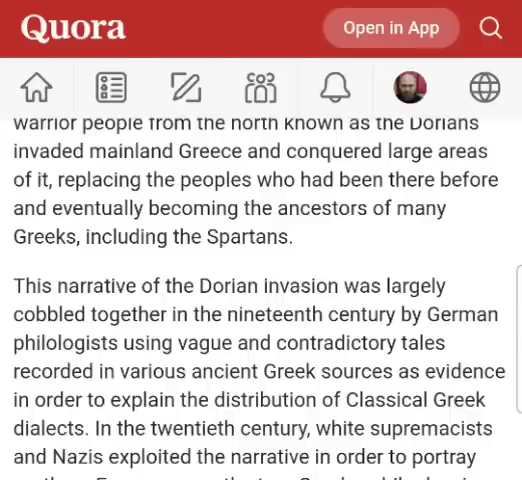 Quora
Open in App
warrior people from the north known as the Dorians
invaded mainland Greece and conquered large areas
of it, replacing the peoples who had been there before
and eventually becoming the ancestors of many
Greeks, including the Spartans.
This narrative of the Dorian invasion was largely
cobbled together in the nineteenth century by German
philologists using vague and contradictory tales
recorded in various ancient Greek sources as evidence
in order to explain the distribution of Classical Greek
dialects. In the twentieth century, white supremacists
and Nazis exploited the narrative in order to portray